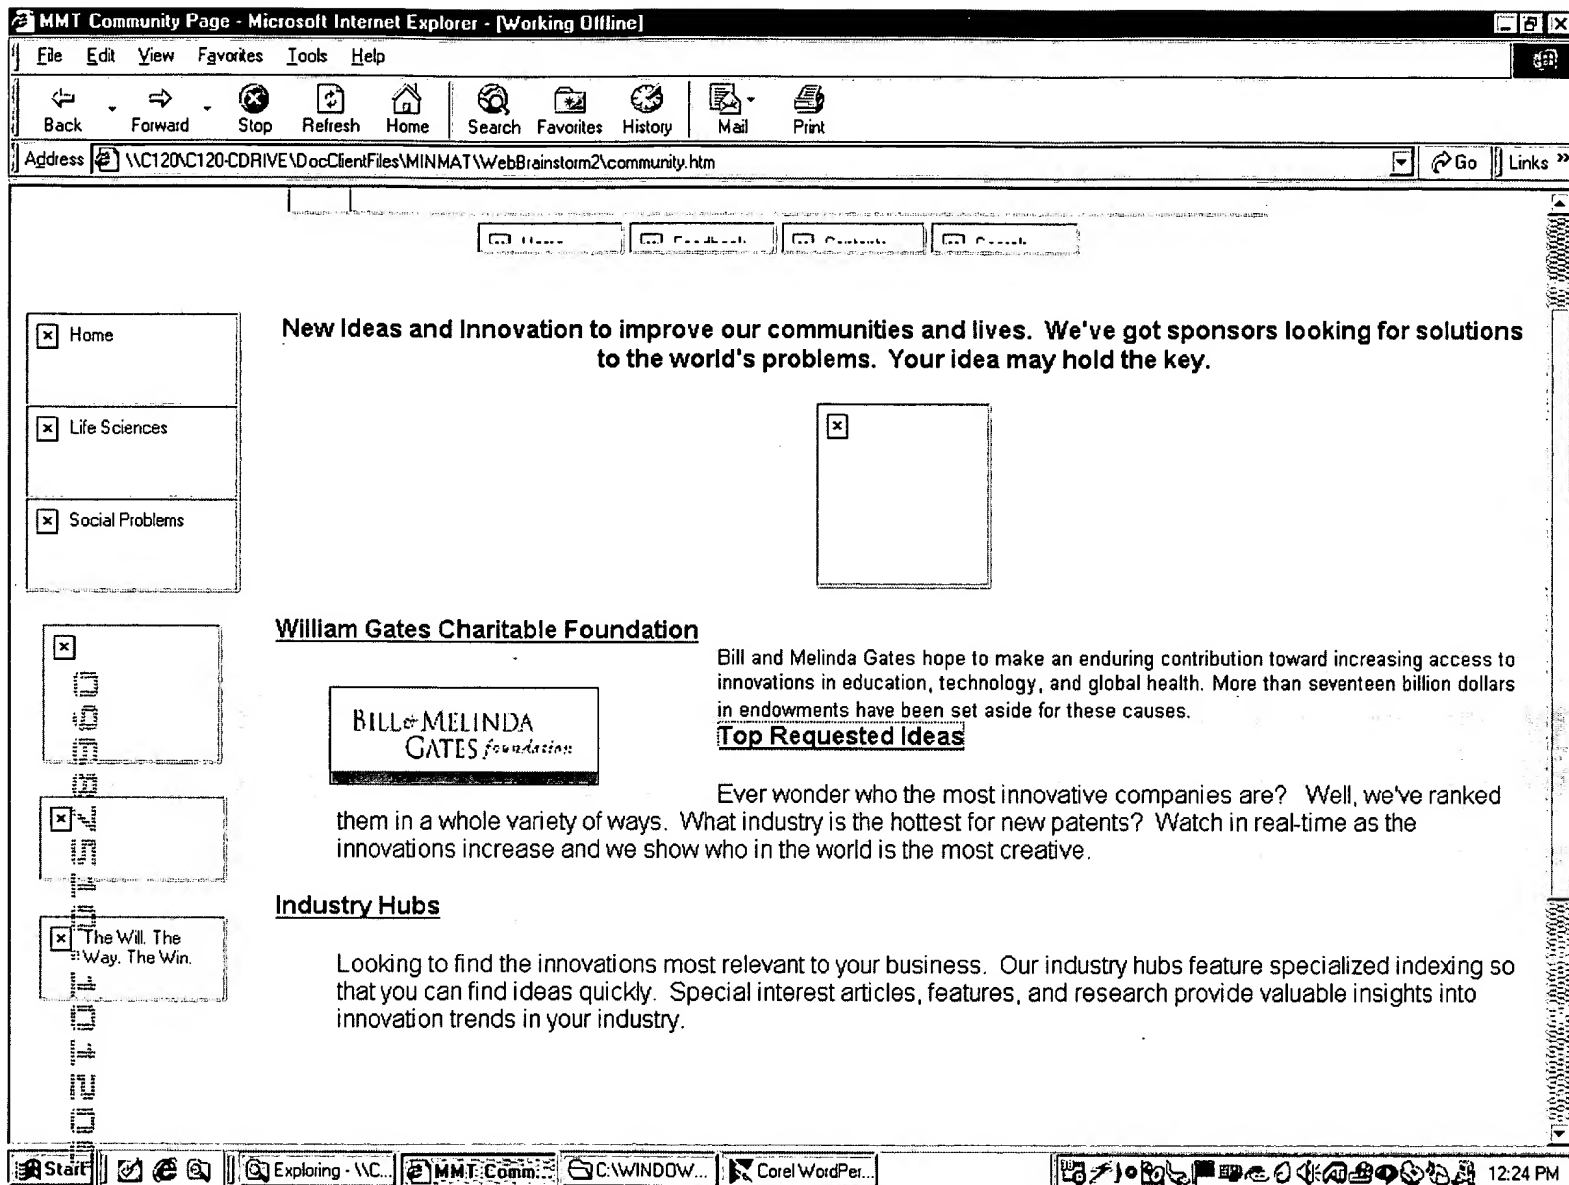 MMT Community Page - Microsoft Internet Explorer - [Working Offline]
File Edit View Favorites Tools Help
Back Forward Stop Refresh Home Search Favorites History Mail Print
Address \\C120\C120-CDRIVE\DocClientFiles\MINMAT\WebBrainstorm2\community.htm Go Links »
Home
Life Sciences
Social Problems
The Will. The
Way. The Win.
New Ideas and Innovation to improve our communities and lives. We've got sponsors looking for solutions
to the world's problems. Your idea may hold the key.
William Gates Charitable Foundation
BILL & MELINDA
GATES foundation
Bill and Melinda Gates hope to make an enduring contribution toward increasing access to
innovations in education, technology, and global health. More than seventeen billion dollars
in endowments have been set aside for these causes.
Top Requested Ideas
Ever wonder who the most innovative companies are? Well, we've ranked
them in a whole variety of ways. What industry is the hottest for new patents? Watch in real-time as the
innovations increase and we show who in the world is the most creative.
Industry Hubs
Looking to find the innovations most relevant to your business. Our industry hubs feature specialized indexing so
that you can find ideas quickly. Special interest articles, features, and research provide valuable insights into
innovation trends in your industry.
Start Exploring - \\C... MMT Comm... C:\WINDOW... Corel WordPer... 12:24 PM